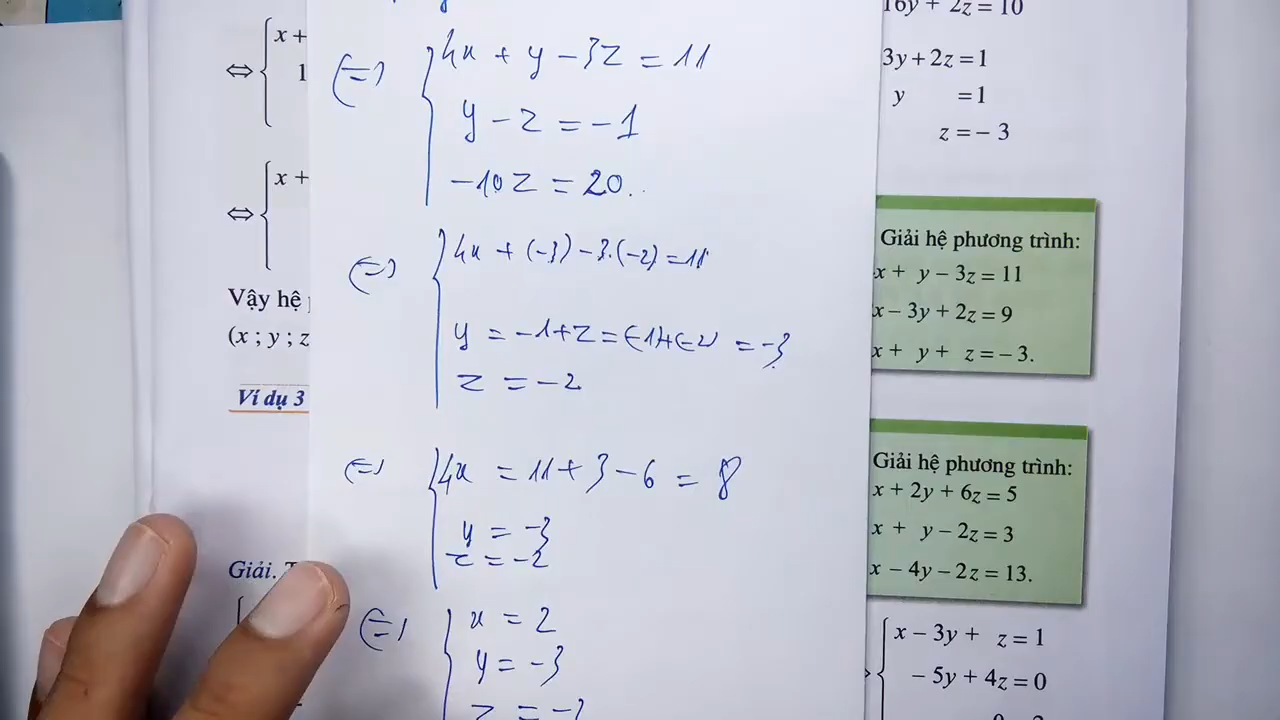 16y + 2z = 10
x +
⇔
1
3y + 2z = 1
y = 1
z = − 3
(=) 4x + y − 3z = 11
y − z = −1
−10z = 20.
x +
⇔
(=) 4x + (−3) − 3.(−2) = 11
y = −1+z = (−1)+(−2) = −3
z = −2
Giải hệ phương trình:
x + y − 3z = 11
x − 3y + 2z = 9
x + y + z = − 3.
Vậy hệ
(x ; y ; z
Ví dụ 3
(=) 4x = 11 + 3 − 6 = 8
y = −3
z = −2
Giải hệ phương trình:
x + 2y + 6z = 5
x + y − 2z = 3
x − 4y − 2z = 13.
Giải.
(=) x = 2
y = −3
x − 3y + z = 1
− 5y + 4z = 0